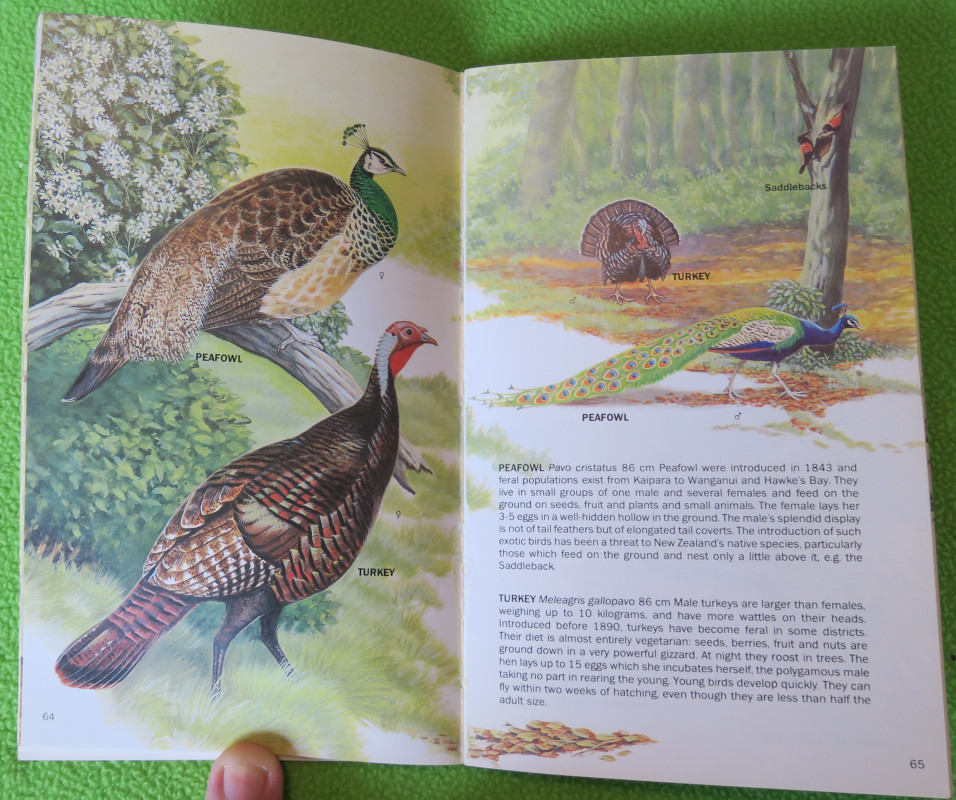 PEAFOWL
♀
TURKEY
♀
64
Saddlebacks
TURKEY
♂
PEAFOWL
♂
PEAFOWL Pavo cristatus 86 cm Peafowl were introduced in 1843 and
feral populations exist from Kaipara to Wanganui and Hawke's Bay. They
live in small groups of one male and several females and feed on the
ground on seeds, fruit and plants and small animals. The female lays her
3-5 eggs in a well-hidden hollow in the ground. The male's splendid display
is not of tail feathers but of elongated tail coverts. The introduction of such
exotic birds has been a threat to New Zealand's native species, particularly
those which feed on the ground and nest only a little above it, e.g. the
Saddleback.
TURKEY Meleagris gallopavo 86 cm Male turkeys are larger than females,
weighing up to 10 kilograms, and have more wattles on their heads.
Introduced before 1890, turkeys have become feral in some districts.
Their diet is almost entirely vegetarian: seeds, berries, fruit and nuts are
ground down in a very powerful gizzard. At night they roost in trees. The
hen lays up to 15 eggs which she incubates herself, the polygamous male
taking no part in rearing the young. Young birds develop quickly. They can
fly within two weeks of hatching, even though they are less than half the
adult size.
65